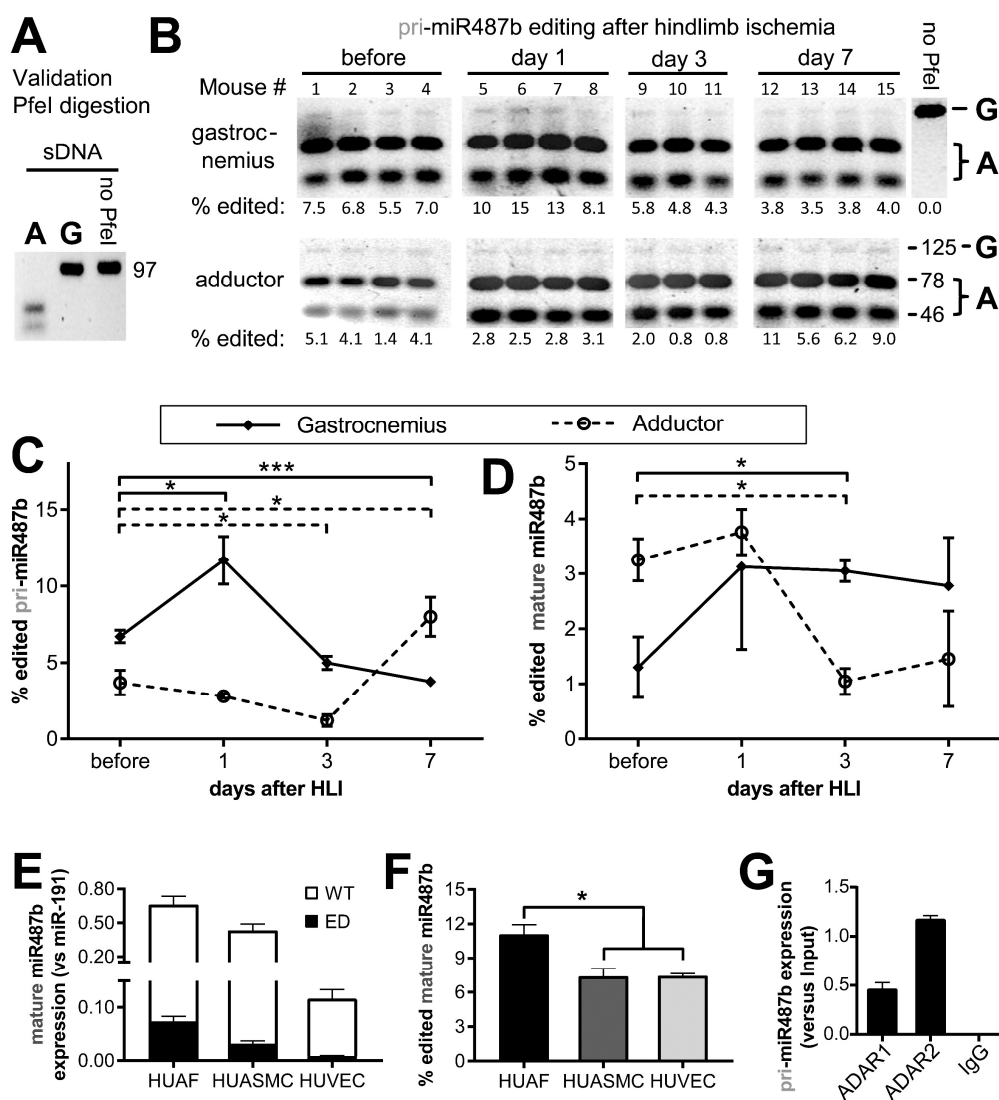 A
Validation
PfeI digestion
sDNA
A G no PfeI
97
B
pri-miR487b editing after hindlimb ischemia
before day 1 day 3 day 7 no PfeI
Mouse # 1 2 3 4 5 6 7 8 9 10 11 12 13 14 15
gastroc-
nemius
G
A
% edited: 7.5 6.8 5.5 7.0 10 15 13 8.1 5.8 4.8 4.3 3.8 3.5 3.8 4.0 0.0
adductor
-125 - G
-78
A
-46
% edited: 5.1 4.1 1.4 4.1 2.8 2.5 2.8 3.1 2.0 0.8 0.8 11 5.6 6.2 9.0
Gastrocnemius Adductor
C
% edited pri-miR487b
15
10
5
0
***
*
*
*
before 1 3 7
days after HLI
D
% edited mature miR487b
5
4
3
2
1
0
*
*
before 1 3 7
days after HLI
E
mature miR487b
expression (vs miR-191)
0.80
0.50
0.20
0.10
0.00
WT
ED
HUAF HUASMC HUVEC
F
% edited mature miR487b
15
12
9
6
3
0
*
HUAF HUASMC HUVEC
G
pri-miR487b expression
(versus Input)
1.5
1.0
0.5
0.0
ADAR1 ADAR2 IgG